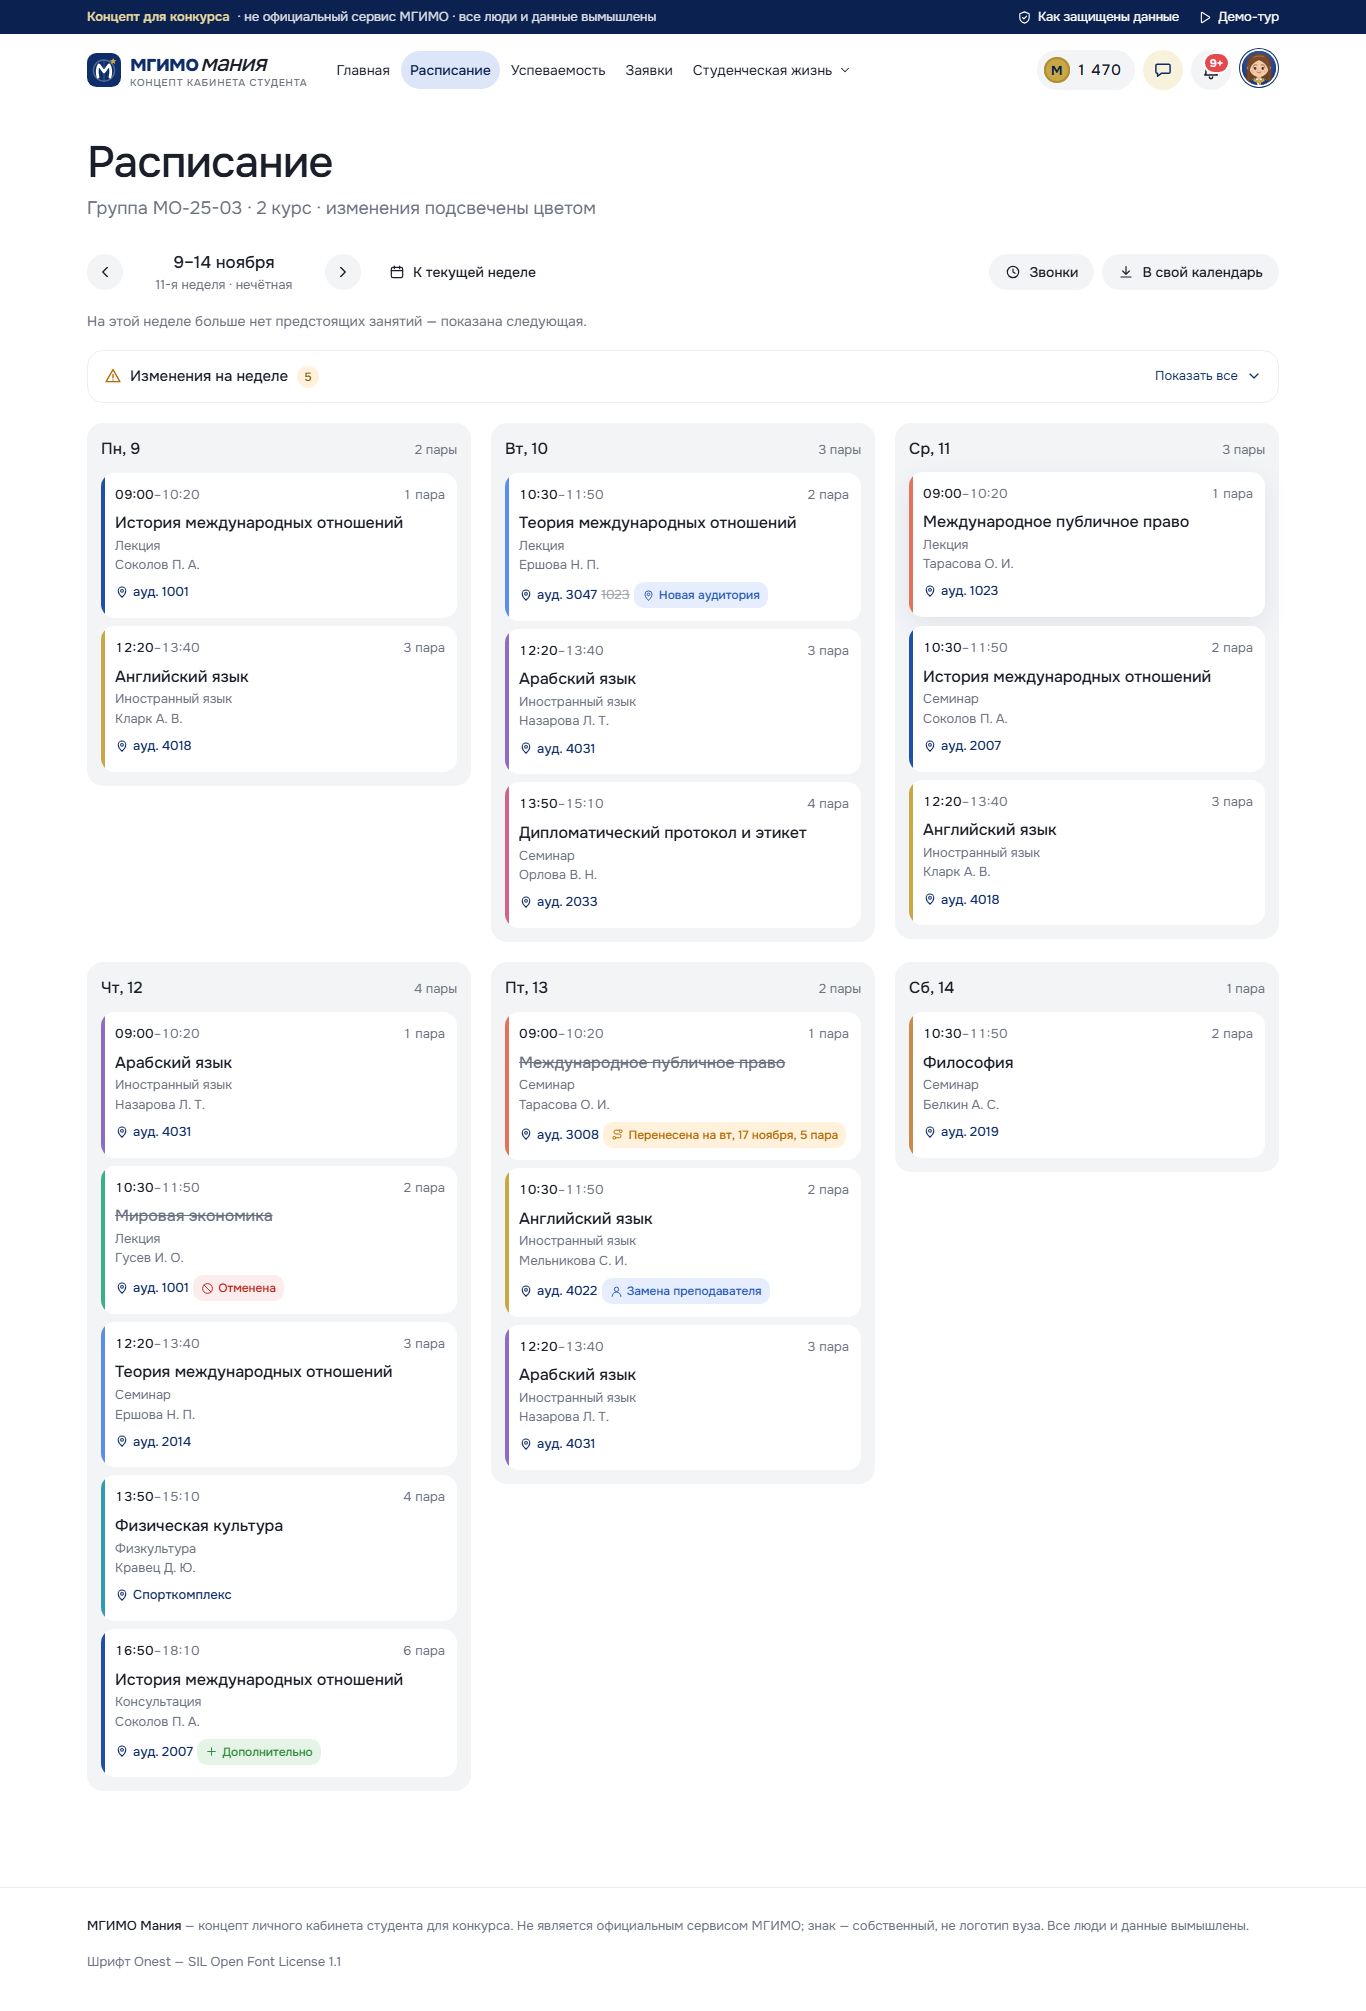 Концепт для конкурса · не официальный сервис МГИМО · все люди и данные вымышлены
Как защищены данные
Демо-тур
МГИМО Мания
КОНЦЕПТ КАБИНЕТА СТУДЕНТА
Главная
Расписание
Успеваемость
Заявки
Студенческая жизнь
M 1 470
9+
Расписание
Группа МО-25-03 · 2 курс · изменения подсвечены цветом
9–14 ноября
11-я неделя · нечётная
К текущей неделе
Звонки
В свой календарь
На этой неделе больше нет предстоящих занятий — показана следующая.
Изменения на неделе 5
Показать все
Пн, 9
2 пары
09:00–10:20
1 пара
История международных отношений
Лекция
Соколов П. А.
ауд. 1001
12:20–13:40
3 пара
Английский язык
Иностранный язык
Кларк А. В.
ауд. 4018
Вт, 10
3 пары
10:30–11:50
2 пара
Теория международных отношений
Лекция
Ершова Н. П.
ауд. 3047 1023 Новая аудитория
12:20–13:40
3 пара
Арабский язык
Иностранный язык
Назарова Л. Т.
ауд. 4031
13:50–15:10
4 пара
Дипломатический протокол и этикет
Семинар
Орлова В. Н.
ауд. 2033
Ср, 11
3 пары
09:00–10:20
1 пара
Международное публичное право
Лекция
Тарасова О. И.
ауд. 1023
10:30–11:50
2 пара
История международных отношений
Семинар
Соколов П. А.
ауд. 2007
12:20–13:40
3 пара
Английский язык
Иностранный язык
Кларк А. В.
ауд. 4018
Чт, 12
4 пары
09:00–10:20
1 пара
Арабский язык
Иностранный язык
Назарова Л. Т.
ауд. 4031
10:30–11:50
2 пара
Мировая экономика
Лекция
Гусев И. О.
ауд. 1001 Отменена
12:20–13:40
3 пара
Теория международных отношений
Семинар
Ершова Н. П.
ауд. 2014
13:50–15:10
4 пара
Физическая культура
Физкультура
Кравец Д. Ю.
Спорткомплекс
16:50–18:10
6 пара
История международных отношений
Консультация
Соколов П. А.
ауд. 2007 Дополнительно
Пт, 13
2 пары
09:00–10:20
1 пара
Международное публичное право
Семинар
Тарасова О. И.
ауд. 3008 Перенесена на вт, 17 ноября, 5 пара
10:30–11:50
2 пара
Английский язык
Иностранный язык
Мельникова С. И.
ауд. 4022 Замена преподавателя
12:20–13:40
3 пара
Арабский язык
Иностранный язык
Назарова Л. Т.
ауд. 4031
Сб, 14
1 пара
10:30–11:50
2 пара
Философия
Семинар
Белкин А. С.
ауд. 2019
МГИМО Мания — концепт личного кабинета студента для конкурса. Не является официальным сервисом МГИМО; знак — собственный, не логотип вуза. Все люди и данные вымышлены.
Шрифт Onest — SIL Open Font License 1.1